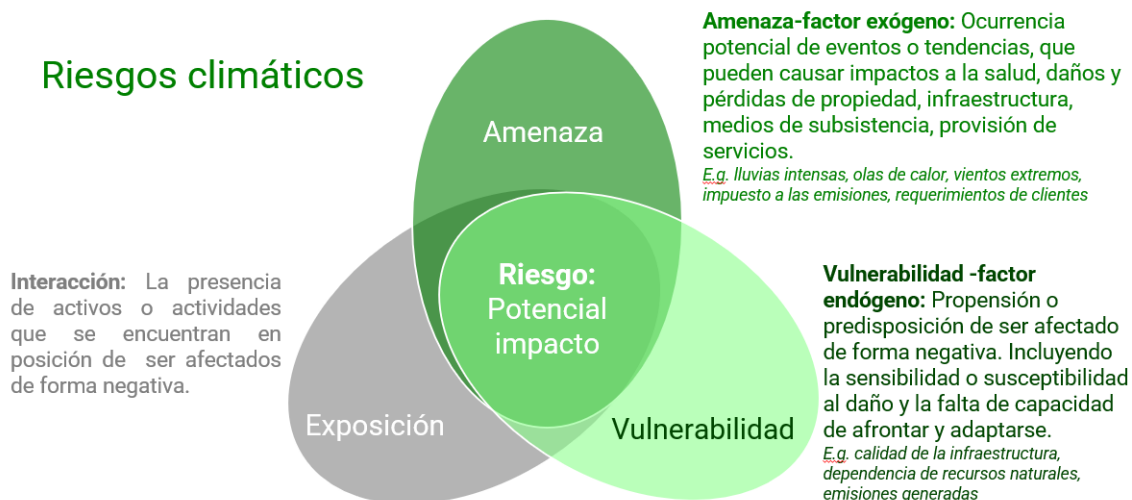 Riesgos climáticos
Amenaza-factor exógeno: Ocurrencia
potencial de eventos o tendencias, que
pueden causar impactos a la salud, daños y
pérdidas de propiedad, infraestructura,
medios de subsistencia, provisión de
servicios.
E.g. lluvias intensas, olas de calor, vientos extremos,
impuesto a las emisiones, requerimientos de clientes
Amenaza
Interacción: La presencia
de activos o actividades
que se encuentran en
posición de ser afectados
de forma negativa.
Riesgo:
Potencial
impacto
Vulnerabilidad -factor
endógeno: Propensión o
predisposición de ser afectado
de forma negativa. Incluyendo
la sensibilidad o susceptibilidad
al daño y la falta de capacidad
de afrontar y adaptarse.
E.g. calidad de la infraestructura,
dependencia de recursos naturales,
emisiones generadas
Exposición
Vulnerabilidad